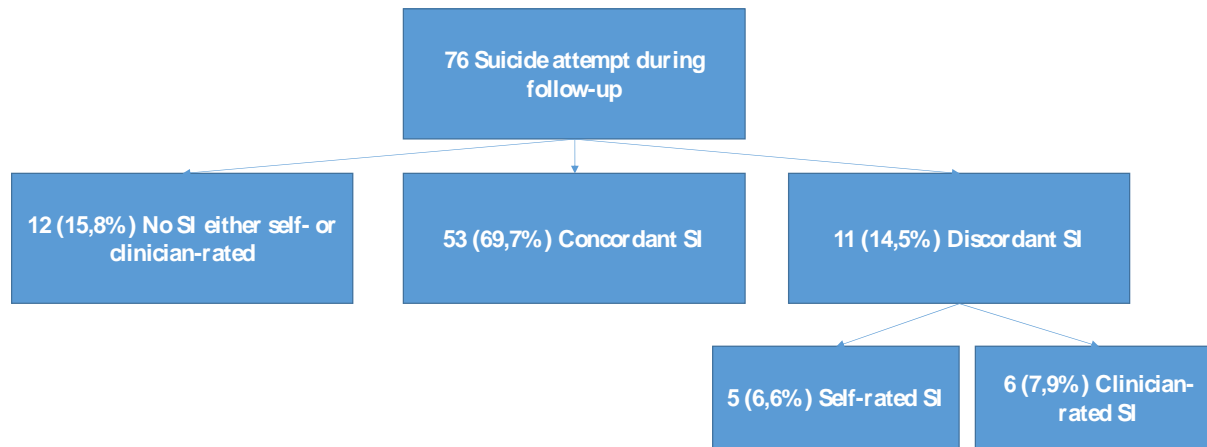 76 Suicide attempt during
follow-up
12 (15,8%) No SI either self- or
clinician-rated
53 (69,7%) Concordant SI
11 (14,5%) Discordant SI
5 (6,6%) Self-rated SI
6 (7,9%) Clinician-
rated SI